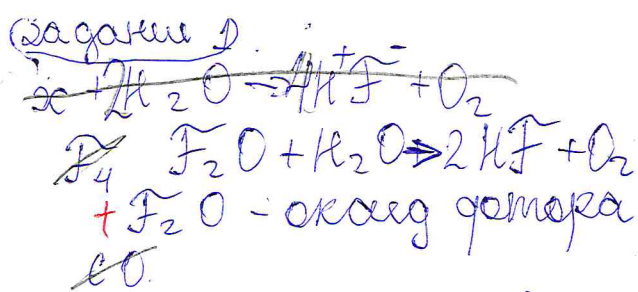 Задание 1.
x + 2H₂O → 4H⁺F⁻ + O₂
F₄ F₂O + H₂O → 2HF + O₂
+ F₂O - оксид фтора
CO